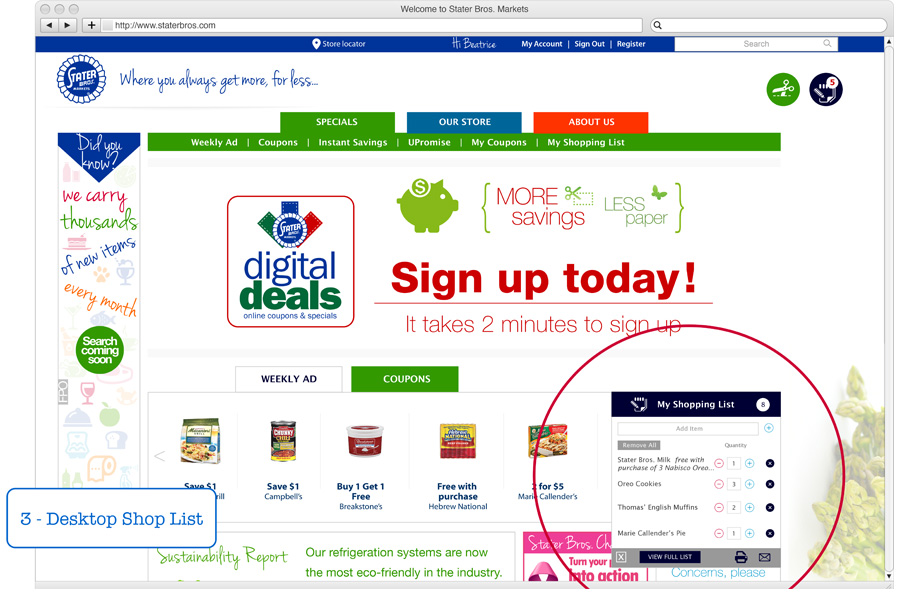 Welcome to Stater Bros. Markets
http://www.staterbros.com
Store locator
Hi Beatrice
My Account | Sign Out | Register
Search
STATER
BROS.
MARKETS
Where you always get more, for less...
5
SPECIALS
OUR STORE
ABOUT US
Weekly Ad | Coupons | Instant Savings | UPromise | My Coupons | My Shopping List
Did you
know?
we carry
thousands
of new items
every month
Search
coming
soon
FPO
STATER
BROS.
MARKETS
digital
deals
online coupons & specials
MORE
savings
LESS
paper
Sign up today!
It takes 2 minutes to sign up
WEEKLY AD
COUPONS
CHUNKY
CHILI
HEBREW
NATIONAL
Save $1
Save $1
Campbell's
Buy 1 Get 1
Free
Breakstone's
Free with
purchase
Hebrew National
for $5
Marie Callender's
My Shopping List
8
Add Item
Remove All
Quantity
Stater Bros. Milk free with
purchase of 3 Nabisco Oreo...
1
Oreo Cookies
3
Thomas' English Muffins
2
Marie Callender's Pie
1
X
VIEW FULL LIST
3 - Desktop Shop List
Sustainability Report
Our refrigeration systems are now
the most eco-friendly in the industry.
Stater Bros.
Turn your
into action
Concerns, please